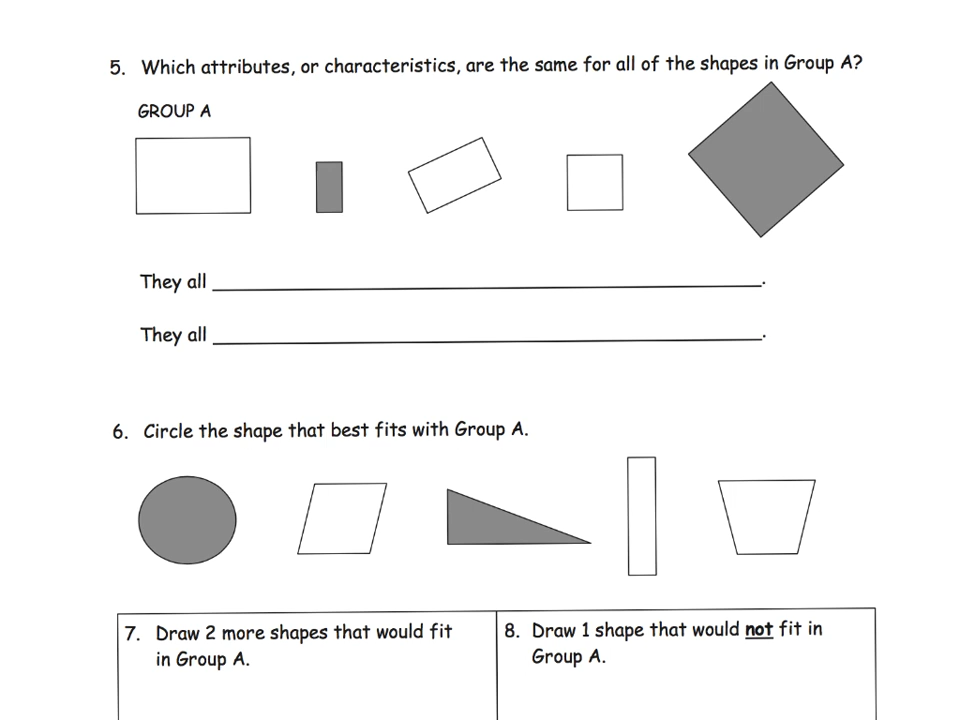 5. Which attributes, or characteristics, are the same for all of the shapes in Group A?
GROUP A
They all ______________________________.
They all ______________________________.
6. Circle the shape that best fits with Group A.
7. Draw 2 more shapes that would fit
in Group A.
8. Draw 1 shape that would not fit in
Group A.